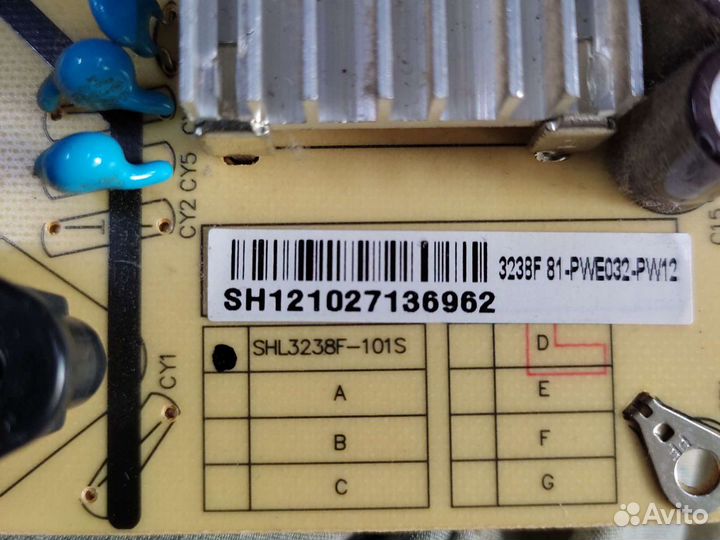 CY5
CY2
C15
3238F 81-PWE032-PW12
SH121027136962
SHL3238F-101S
D
A
E
B
F
C
G
CY1
Avito